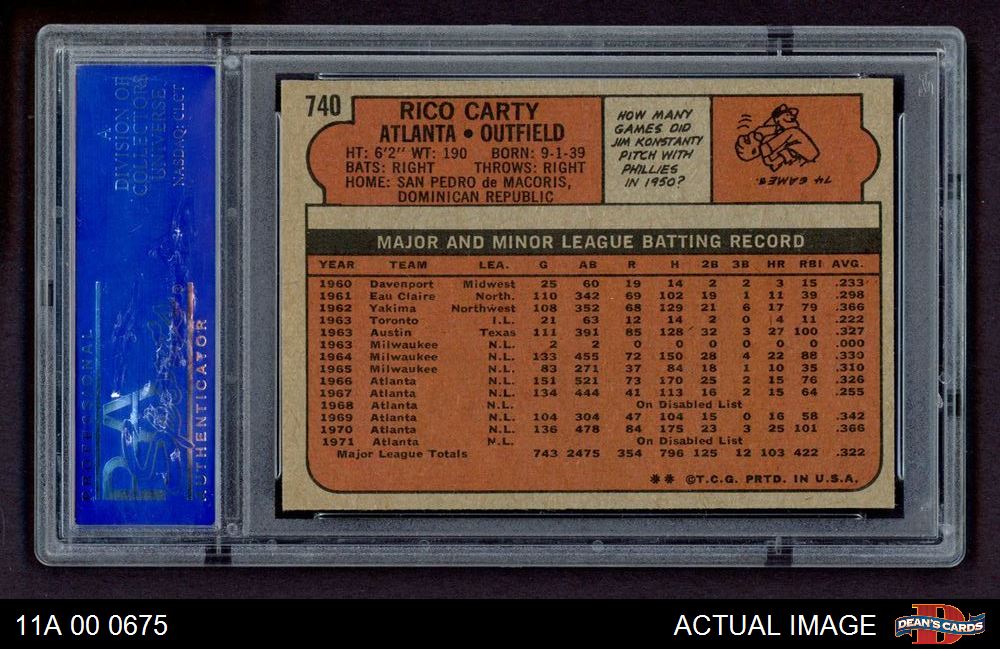 A
DIVISION OF
COLLECTORS
UNIVERSE
NASDAQ: CLCT
PROFESSIONAL
PSA
AUTHENTICATOR
740
RICO CARTY
ATLANTA • OUTFIELD
HT: 6'2" WT: 190 BORN: 9-1-39
BATS: RIGHT THROWS: RIGHT
HOME: SAN PEDRO de MACORIS,
DOMINICAN REPUBLIC
HOW MANY
GAMES DID
JIM KONSTANTY
PITCH WITH
PHILLIES
IN 1950?
74 GAMES.
MAJOR AND MINOR LEAGUE BATTING RECORD
YEAR TEAM LEA. G AB R H 2B 3B HR RBI AVG.
1960 Davenport Midwest 25 60 19 14 2 2 3 15 .233
1961 Eau Claire North. 110 342 69 102 19 1 11 39 .298
1962 Yakima Northwest 108 352 68 129 21 6 17 79 .366
1963 Toronto I.L. 21 63 12 14 2 0 4 11 .222
1963 Austin Texas 111 391 85 128 32 3 27 100 .327
1963 Milwaukee N.L. 2 2 0 0 0 0 0 0 .000
1964 Milwaukee N.L. 133 455 72 150 28 4 22 88 .330
1965 Milwaukee N.L. 83 271 37 84 18 1 10 35 .310
1966 Atlanta N.L. 151 521 73 170 25 2 15 76 .326
1967 Atlanta N.L. 134 444 41 113 16 2 15 64 .255
1968 Atlanta N.L. On Disabled List
1969 Atlanta N.L. 104 304 47 104 15 0 16 58 .342
1970 Atlanta N.L. 136 478 84 175 23 3 25 101 .366
1971 Atlanta N.L. On Disabled List
Major League Totals 743 2475 354 796 125 12 103 422 .322
** ©T.C.G. PRTD. IN U.S.A.
11A 00 0675
ACTUAL IMAGE
DEAN'S CARDS